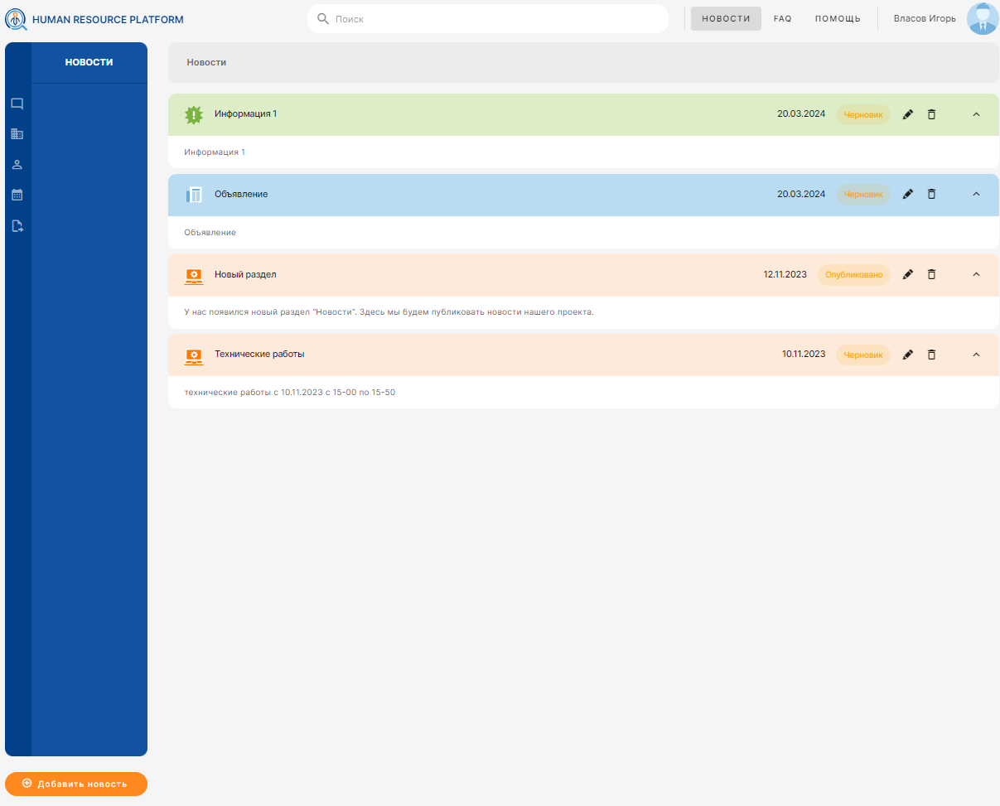 HUMAN RESOURCE PLATFORM
Поиск
НОВОСТИ
FAQ
ПОМОЩЬ
Власов Игорь
НОВОСТИ
Новости
Информация 1
20.03.2024
Черновик
Информация 1
Объявление
20.03.2024
Черновик
Объявление
Новый раздел
12.11.2023
Опубликовано
У нас появился новый раздел "Новости". Здесь мы будем публиковать новости нашего проекта.
Технические работы
10.11.2023
Черновик
технические работы с 10.11.2023 с 15-00 по 15-50
Добавить новость